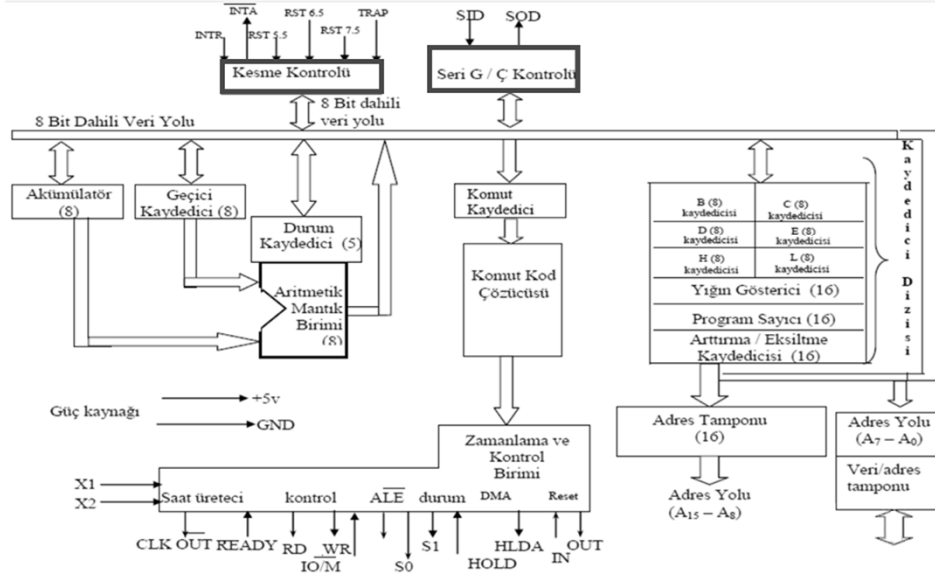 INTA
RST 6.5
TRAP
INTR
RST 5.5
RST 7.5
Kesme Kontrolü
SID
SOD
Seri G / Ç Kontrolü
8 Bit dahili
veri yolu
8 Bit Dahili Veri Yolu
Akümülatör
(8)
Geçici
Kaydedici (8)
Durum
Kaydedici (5)
Aritmetik
Mantık
Birimi
(8)
Komut
Kaydedici
Komut Kod
Çözücüsü
B (8)
kaydedicisi
C (8)
kaydedicisi
D (8)
kaydedicisi
E (8)
kaydedicisi
H (8)
kaydedicisi
L (8)
kaydedicisi
Yığın Gösterici (16)
Program Sayıcı (16)
Arttırma / Eksiltme
Kaydedicisi (16)
Kaydedici Dizisi
Güç kaynağı
+5v
GND
Adres Tamponu
(16)
Adres Yolu
(A15 – A8)
Adres Yolu
(A7 – A0)
Veri/adres
tamponu
Zamanlama ve
Kontrol
Birimi
X1
X2
Saat üreteci
kontrol
ALE
durum
DMA
Reset
CLK OUT
READY
RD
WR
IO/M
S0
S1
HOLD
HLDA
IN
OUT